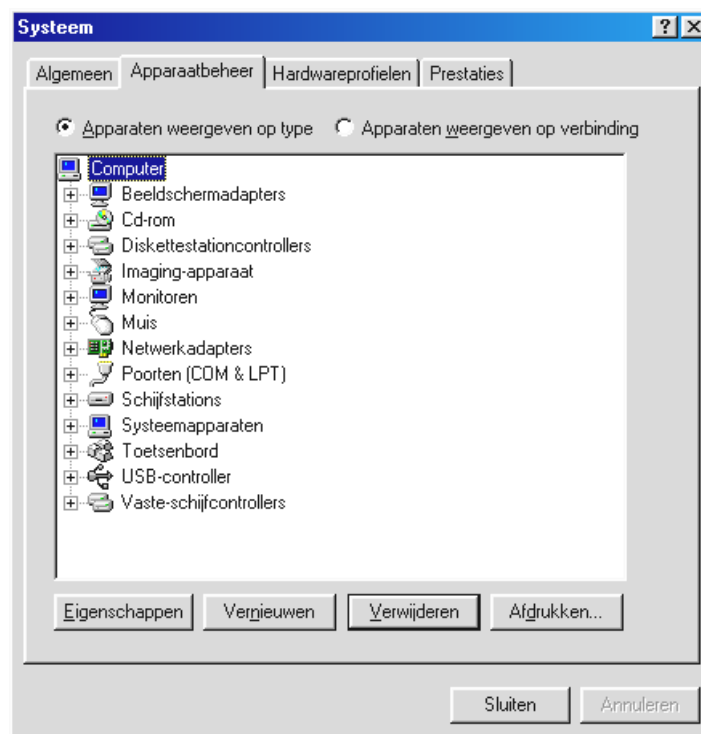 Systeem
Algemeen Apparaatbeheer Hardwareprofielen Prestaties
Apparaten weergeven op type Apparaten weergeven op verbinding
Computer
Beeldschermadapters
Cd-rom
Diskettestationcontrollers
Imaging-apparaat
Monitoren
Muis
Netwerkadapters
Poorten (COM & LPT)
Schijfstations
Systeemapparaten
Toetsenbord
USB-controller
Vaste-schijfcontrollers
Eigenschappen Vernieuwen Verwijderen Afdrukken...
Sluiten Annuleren